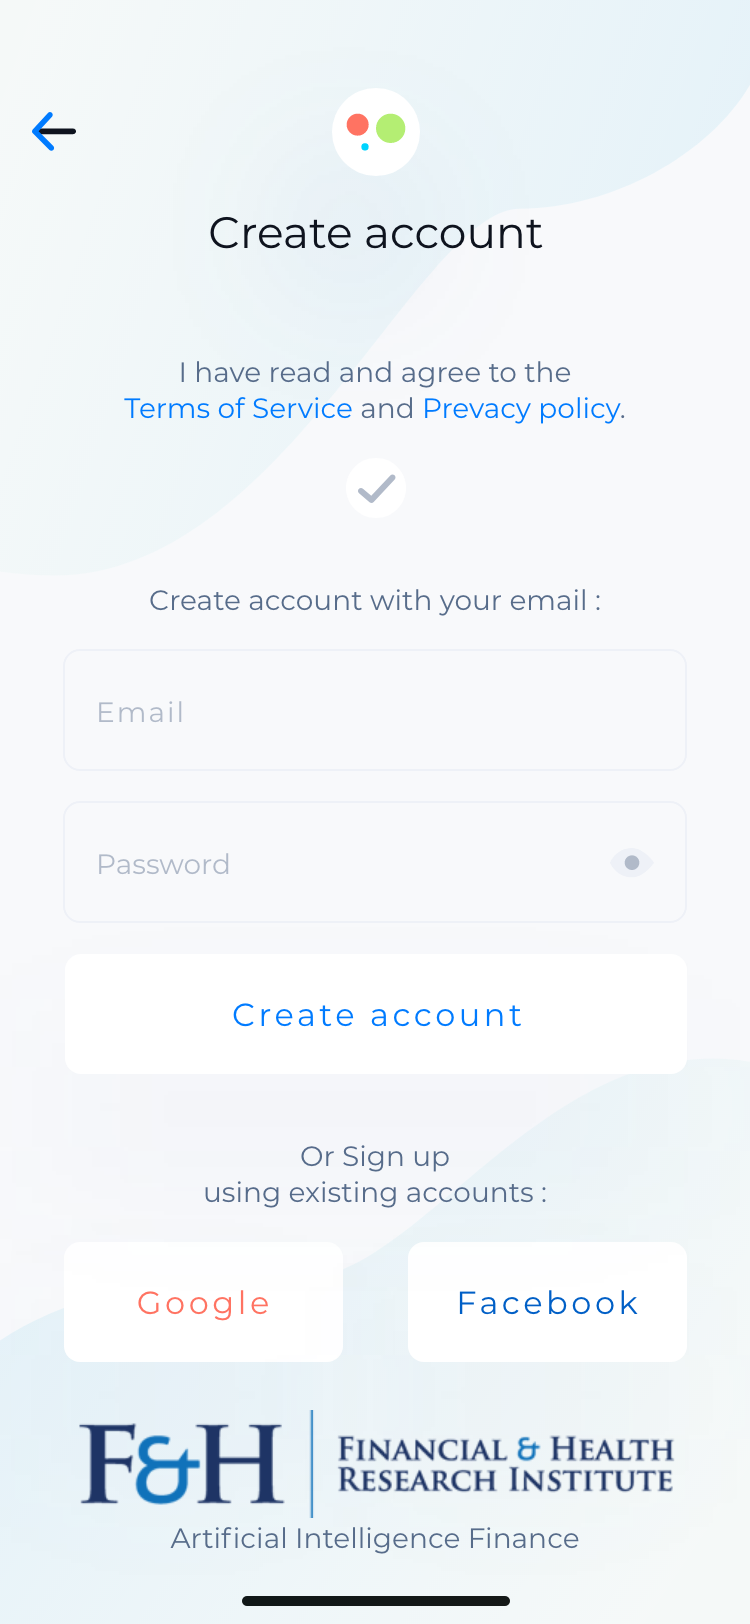 Create account
I have read and agree to the
Terms of Service and Prevacy policy.
Create account with your email :
Email
Password
Create account
Or Sign up
using existing accounts :
Google
Facebook
F&H
FINANCIAL & HEALTH
RESEARCH INSTITUTE
Artificial Intelligence Finance